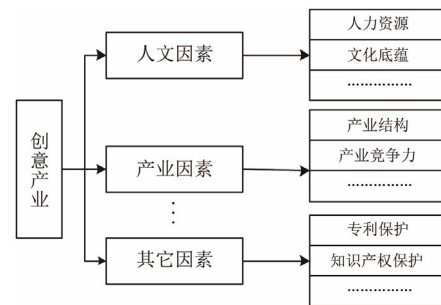 创意产业
人文因素
人力资源
文化底蕴
……………
产业因素
产业结构
产业竞争力
……………
⋮
其它因素
专利保护
知识产权保护
……………